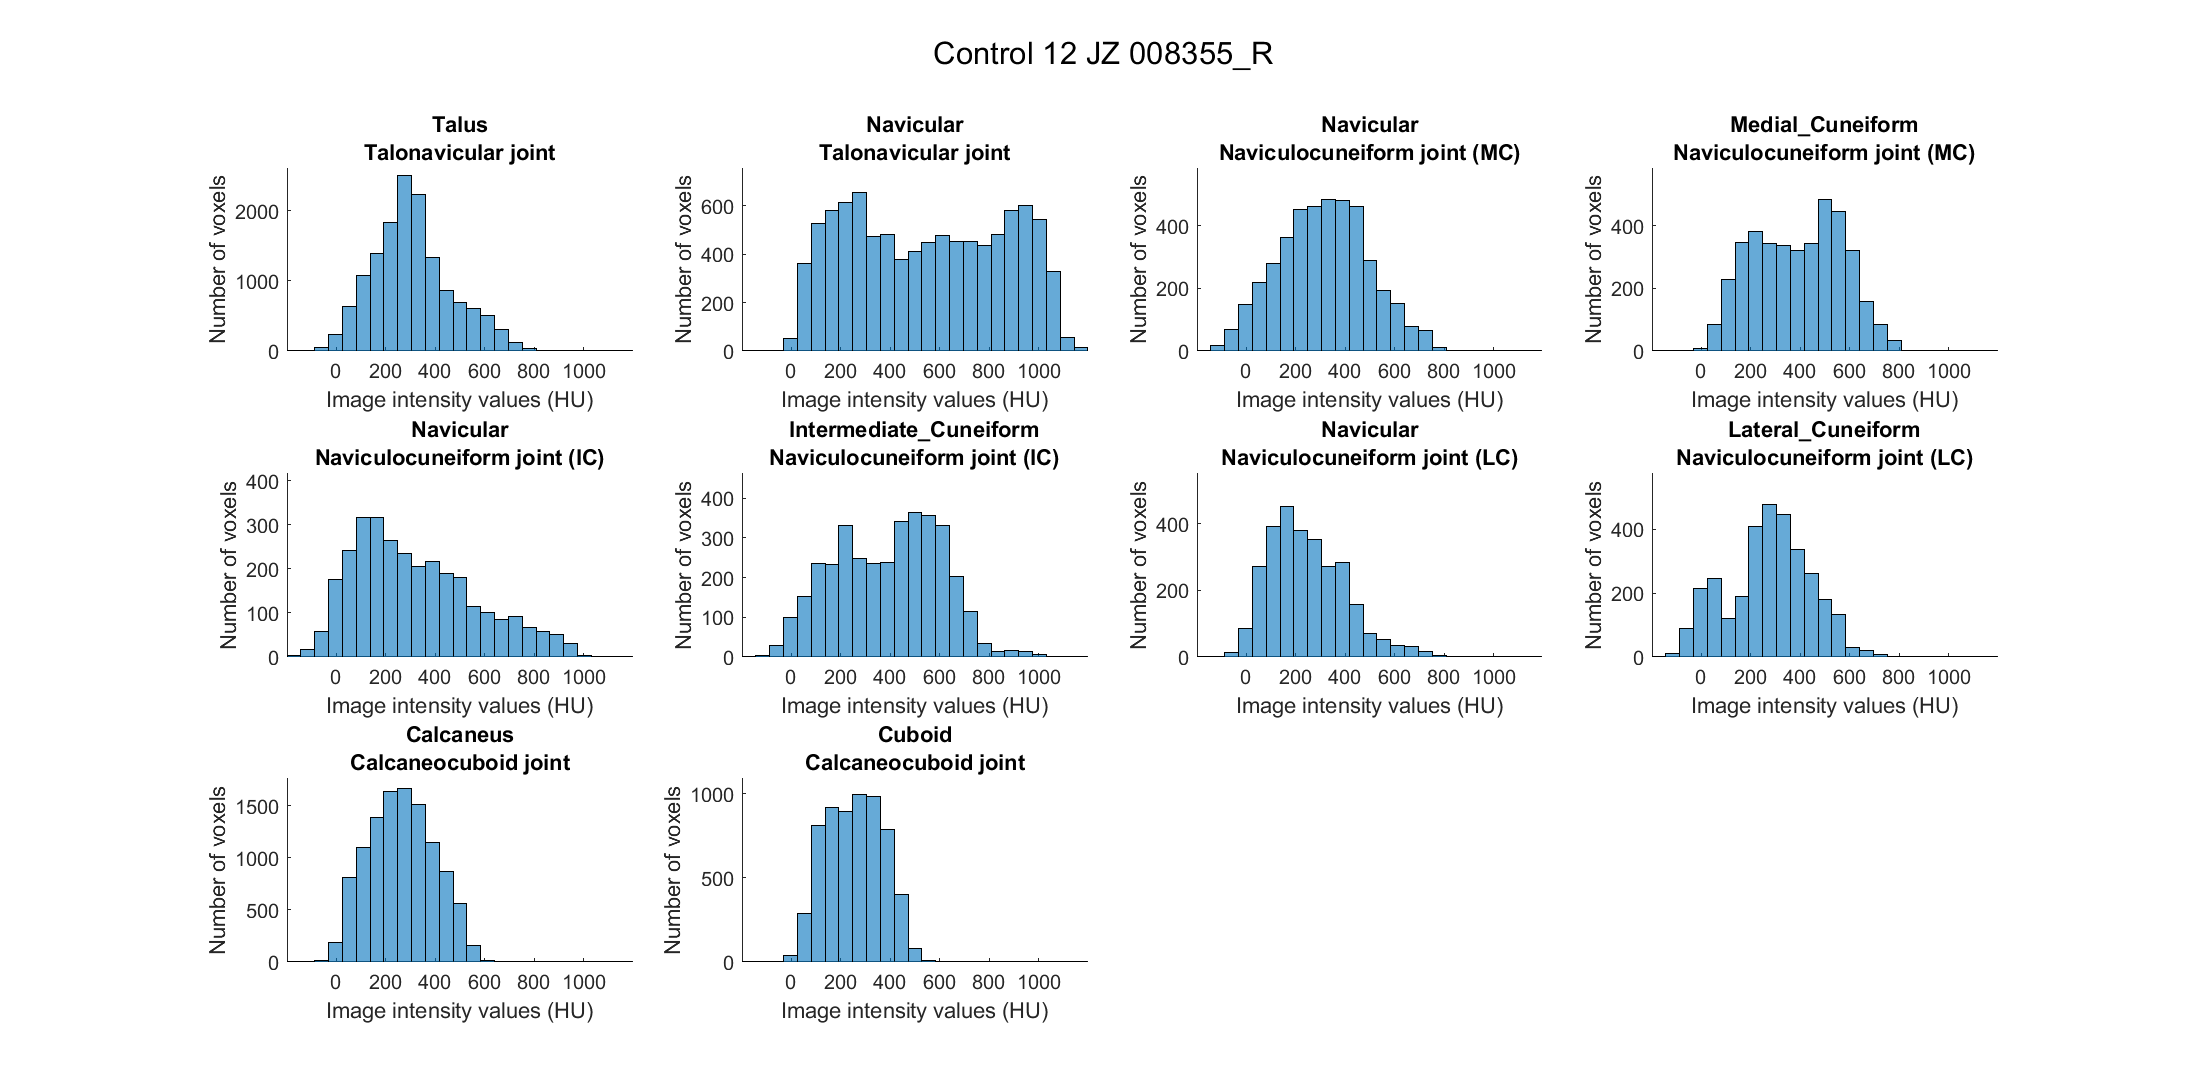 Control 12 JZ 008355_R
Talus
Talonavicular joint
Number of voxels
2000
1000
0
0 200 400 600 800 1000
Image intensity values (HU)
Navicular
Talonavicular joint
Number of voxels
600
400
200
0
0 200 400 600 800 1000
Image intensity values (HU)
Navicular
Naviculocuneiform joint (MC)
Number of voxels
400
200
0
0 200 400 600 800 1000
Image intensity values (HU)
Medial_Cuneiform
Naviculocuneiform joint (MC)
Number of voxels
400
200
0
0 200 400 600 800 1000
Image intensity values (HU)
Navicular
Naviculocuneiform joint (IC)
Number of voxels
400
300
200
100
0
0 200 400 600 800 1000
Image intensity values (HU)
Intermediate_Cuneiform
Naviculocuneiform joint (IC)
Number of voxels
400
300
200
100
0
0 200 400 600 800 1000
Image intensity values (HU)
Navicular
Naviculocuneiform joint (LC)
Number of voxels
400
200
0
0 200 400 600 800 1000
Image intensity values (HU)
Lateral_Cuneiform
Naviculocuneiform joint (LC)
Number of voxels
400
200
0
0 200 400 600 800 1000
Image intensity values (HU)
Calcaneus
Calcaneocuboid joint
Number of voxels
1500
1000
500
0
0 200 400 600 800 1000
Image intensity values (HU)
Cuboid
Calcaneocuboid joint
Number of voxels
1000
500
0
0 200 400 600 800 1000
Image intensity values (HU)